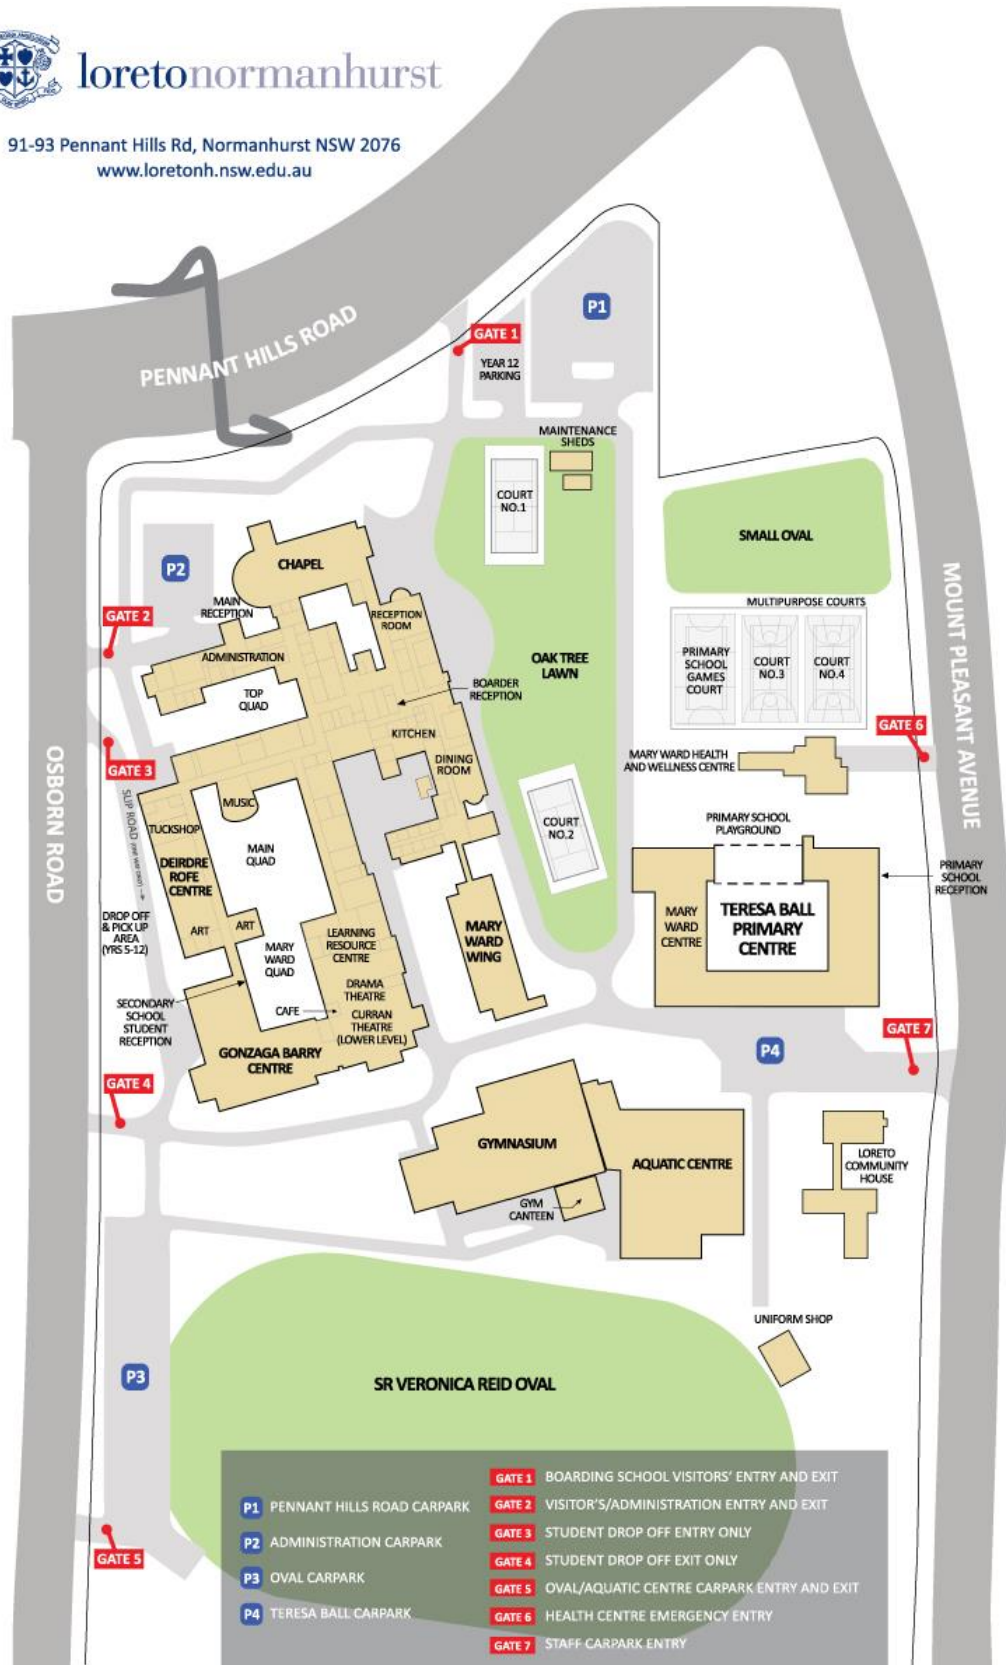 loretonormanhurst
91-93 Pennant Hills Rd, Normanhurst NSW 2076
www.loretonh.nsw.edu.au
P1
PENNANT HILLS ROAD
GATE 1
YEAR 12
PARKING
MAINTENANCE
SHEDS
COURT
NO.1
SMALL OVAL
CHAPEL
P2
MOUNT PLEASANT AVENUE
MAIN
RECEPTION
RECEPTION
ROOM
MULTIPURPOSE COURTS
GATE 2
ADMINISTRATION
OAK TREE
LAWN
PRIMARY
SCHOOL
GAMES
COURT
COURT
NO.3
COURT
NO.4
TOP
QUAD
BOARDER
RECEPTION
GATE 6
KITCHEN
DINING
ROOM
MARY WARD HEALTH
AND WELLNESS CENTRE
GATE 3
OSBORN ROAD
SLIP ROAD
MUSIC
TUCKSHOP
MAIN
QUAD
COURT
NO.2
PRIMARY SCHOOL
PLAYGROUND
DEIRDRE
ROFE
CENTRE
PRIMARY
SCHOOL
RECEPTION
DROP OFF
& PICK UP
AREA
(YRS 5-12)
ART
ART
MARY
WARD
QUAD
LEARNING
RESOURCE
CENTRE
MARY
WARD
WING
MARY
WARD
CENTRE
TERESA BALL
PRIMARY
CENTRE
SECONDARY
SCHOOL
STUDENT
RECEPTION
CAFE
DRAMA
THEATRE
CURRAN
THEATRE
(LOWER LEVEL)
GONZAGA BARRY
CENTRE
P4
GATE 7
GATE 4
GYMNASIUM
AQUATIC CENTRE
LORETO
COMMUNITY
HOUSE
GYM
CANTEEN
UNIFORM SHOP
P3
SR VERONICA REID OVAL
GATE 5
P1 PENNANT HILLS ROAD CARPARK
P2 ADMINISTRATION CARPARK
P3 OVAL CARPARK
P4 TERESA BALL CARPARK
GATE 1 BOARDING SCHOOL VISITORS' ENTRY AND EXIT
GATE 2 VISITOR'S/ADMINISTRATION ENTRY AND EXIT
GATE 3 STUDENT DROP OFF ENTRY ONLY
GATE 4 STUDENT DROP OFF EXIT ONLY
GATE 5 OVAL/AQUATIC CENTRE CARPARK ENTRY AND EXIT
GATE 6 HEALTH CENTRE EMERGENCY ENTRY
GATE 7 STAFF CARPARK ENTRY